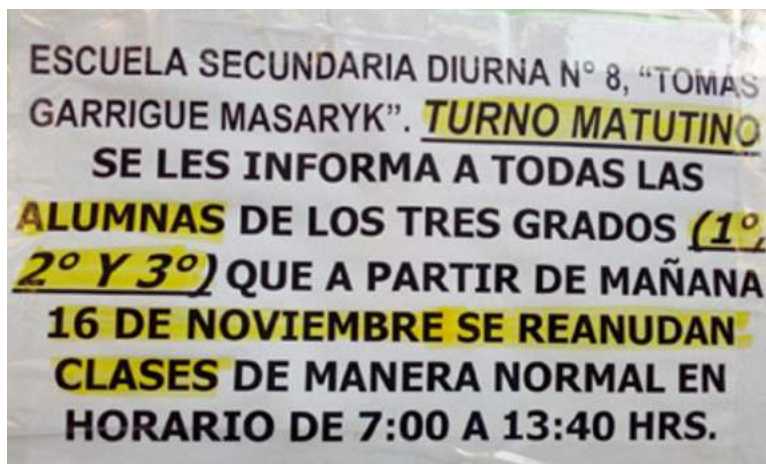 ESCUELA SECUNDARIA DIURNA N° 8, “TOMÁS
GARRIGUE MASARYK”. TURNO MATUTINO
SE LES INFORMA A TODAS LAS
ALUMNAS DE LOS TRES GRADOS (1°,
2° Y 3°) QUE A PARTIR DE MAÑANA
16 DE NOVIEMBRE SE REANUDAN
CLASES DE MANERA NORMAL EN
HORARIO DE 7:00 A 13:40 HRS.